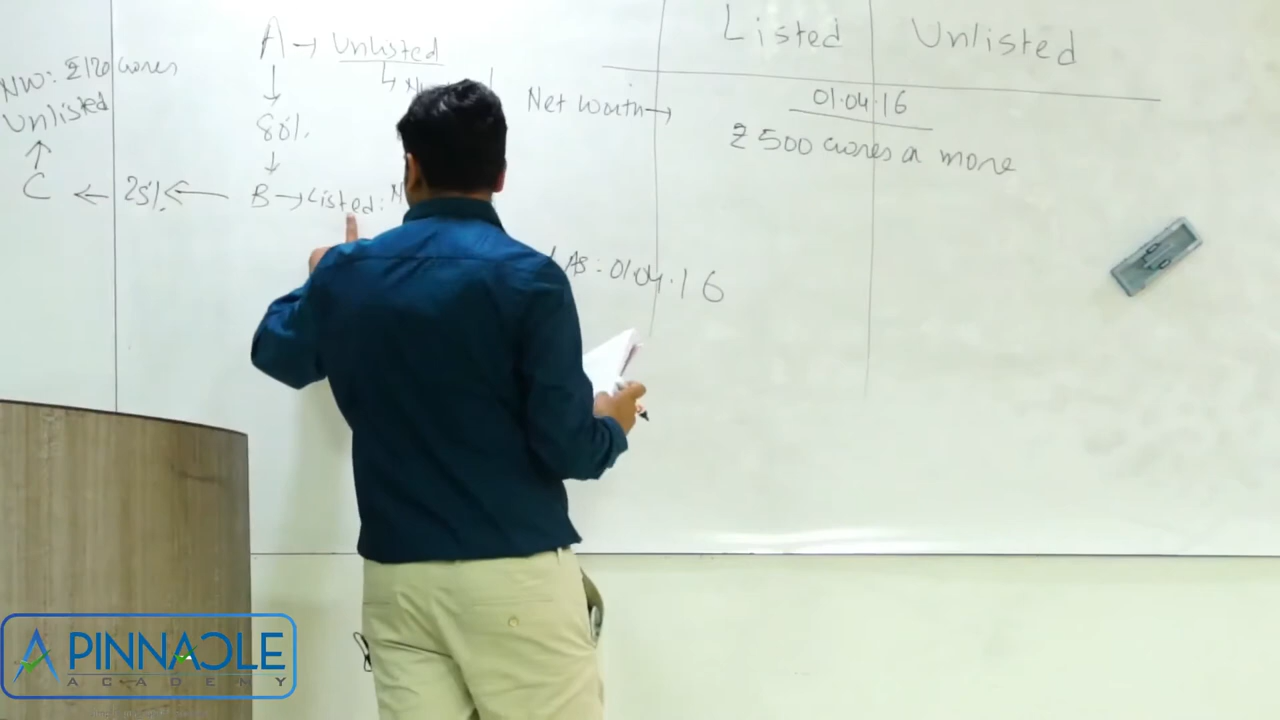 A → Unlisted
↓
80%.
↓
B → Listed: N
← 25% ←
C
↑
Unlisted
NW: ₹120 crores
Listed
Unlisted
Net worth →
01.04.16
₹ 500 crores or more
AS: 01.04.16
PINNACLE
ACADEMY